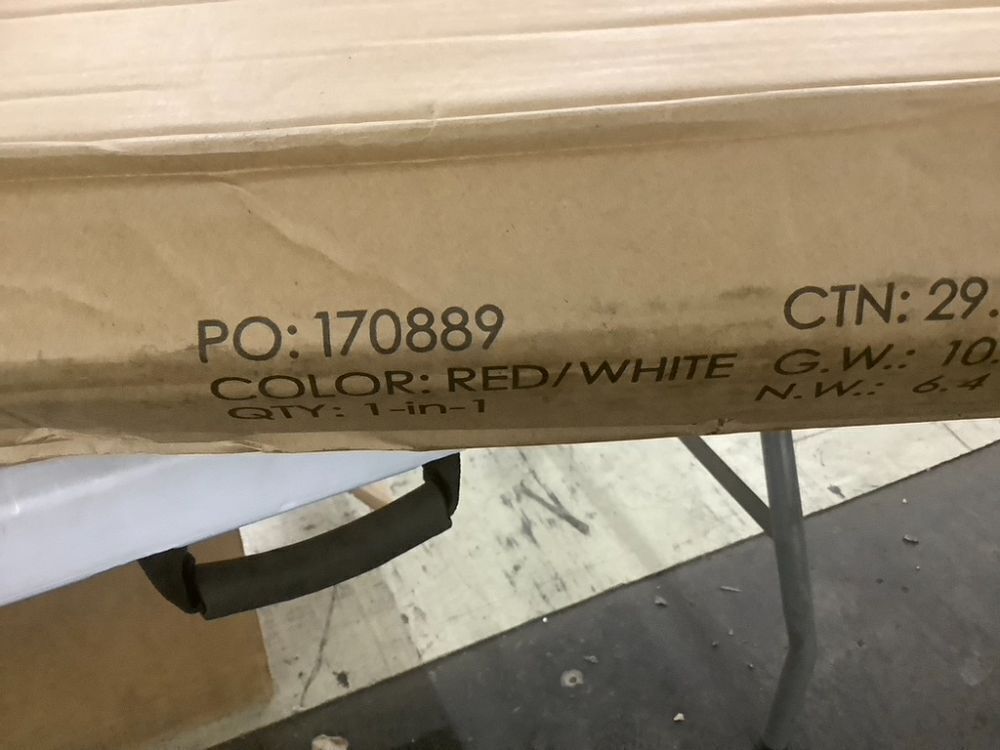 PO: 170889
COLOR: RED/WHITE
QTY: 1-in-1
CTN: 29.
G.W.: 10.
N.W.: 6.4